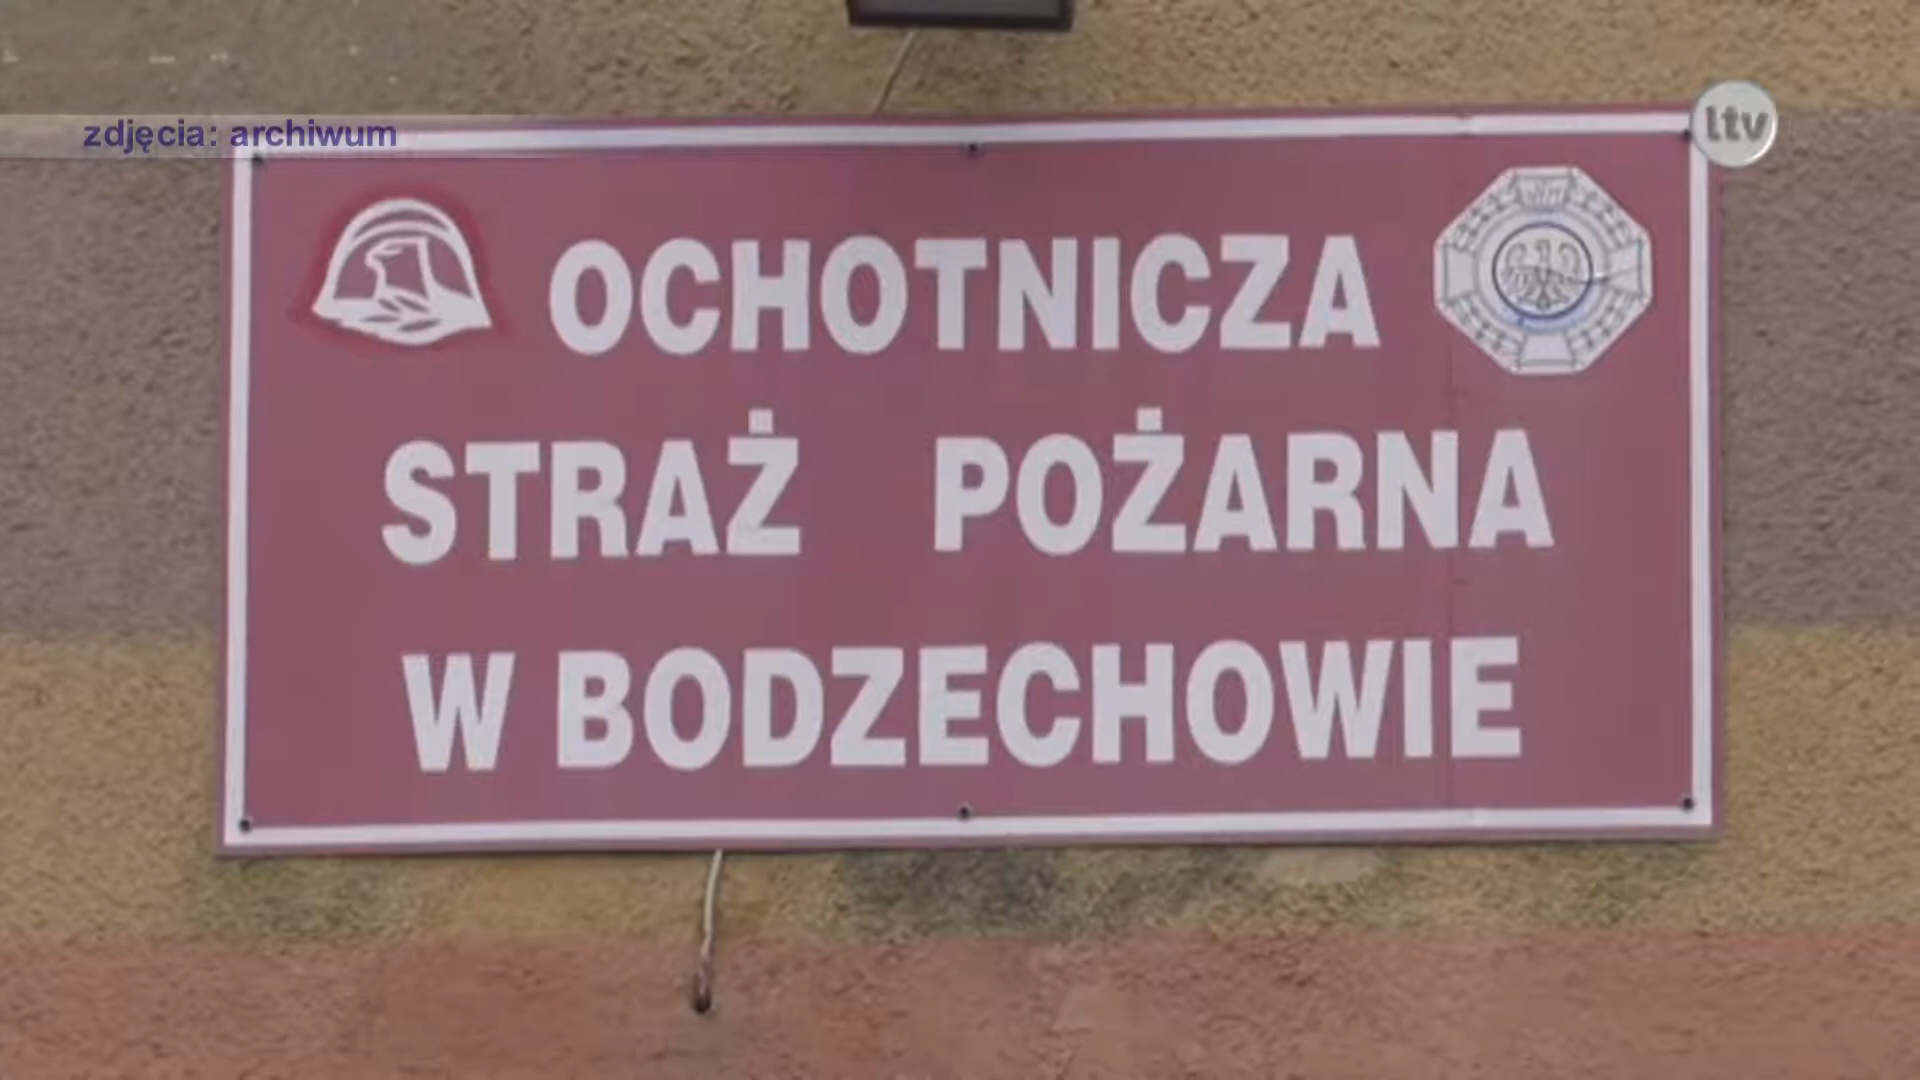 zdjęcia: archiwum
ltv
OCHOTNICZA
STRAŻ POŻARNA
W BODZECHOWIE